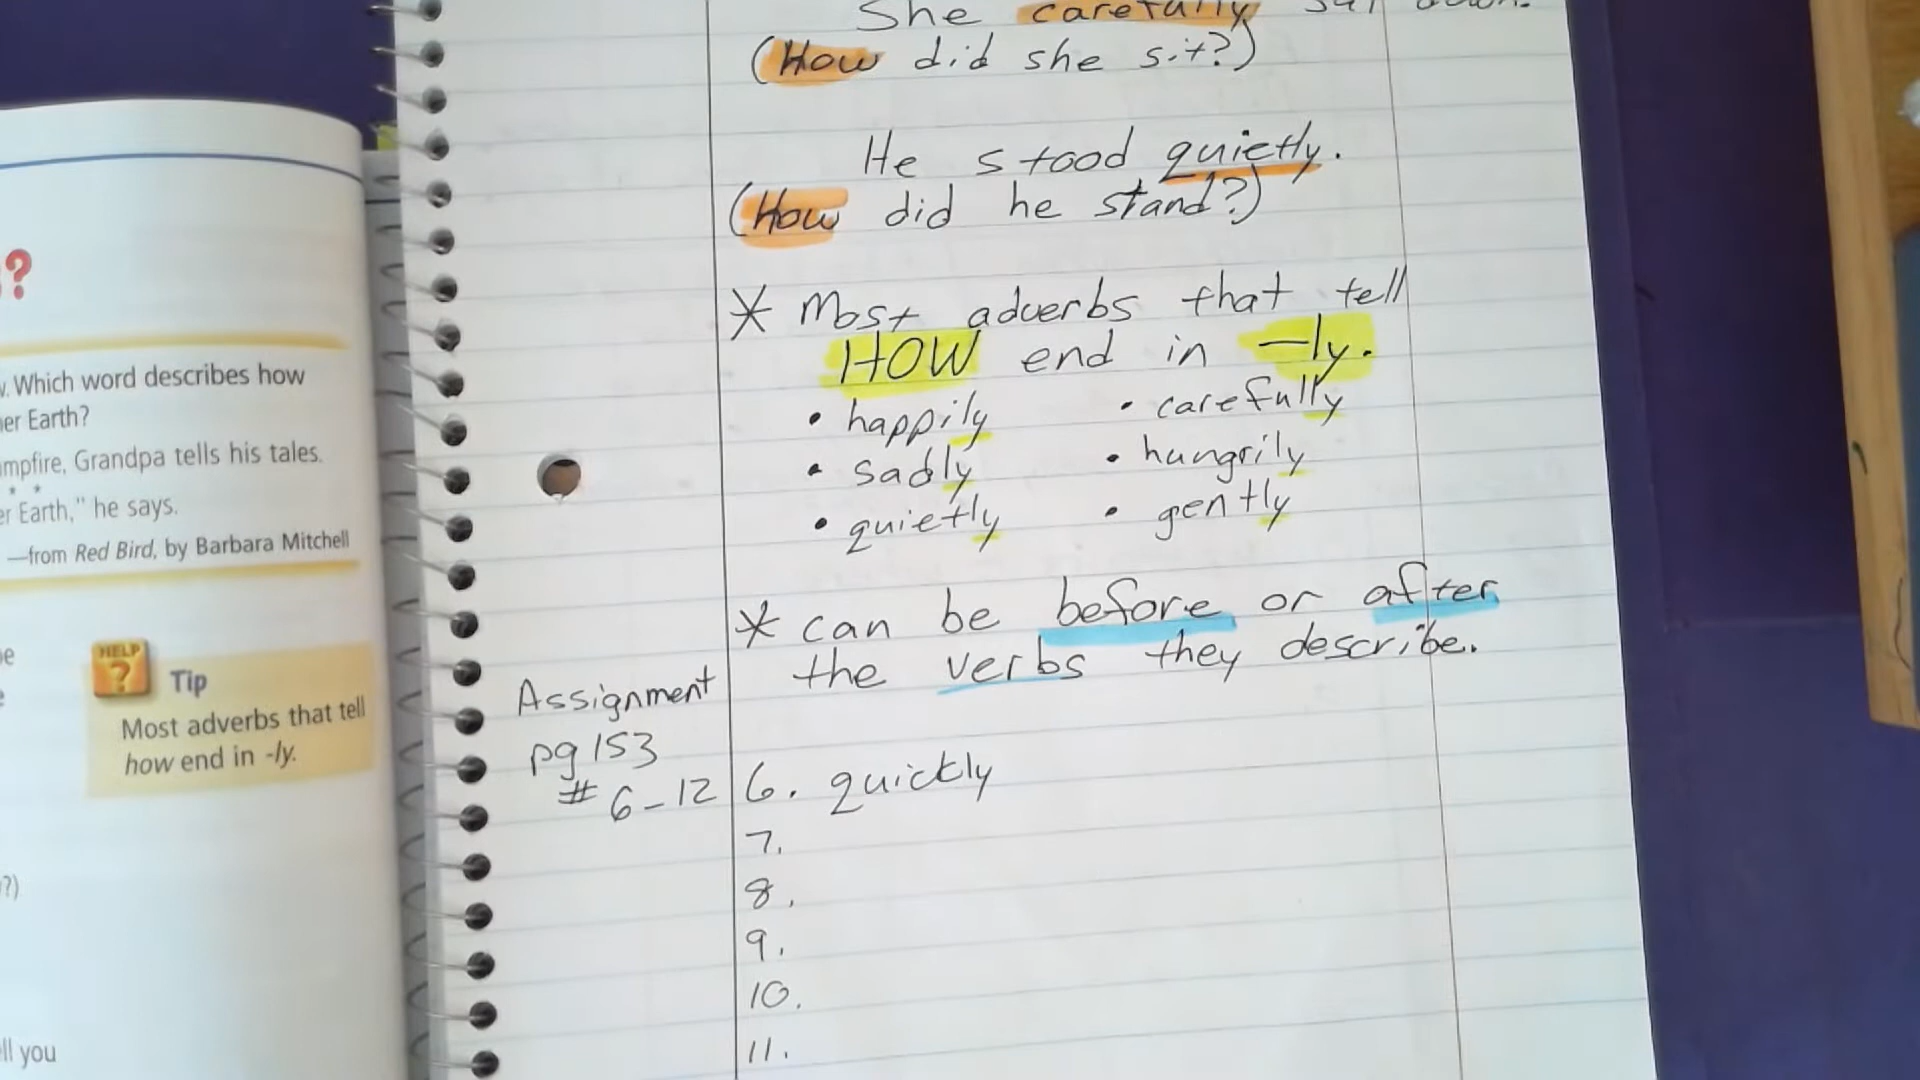 ?
. Which word describes how
er Earth?
mpfire, Grandpa tells his tales.
* *
r Earth," he says.
—from Red Bird, by Barbara Mitchell
HELP
?
Tip
Most adverbs that tell
how end in -ly.
?)
ll you
She carefully sat down.
(How did she sit?)
He stood quietly.
(How did he stand?)
* Most adverbs that tell
HOW end in -ly.
• happily • carefully
• sadly • hungrily
• quietly • gently
* can be before or after
the verbs they describe.
Assignment
pg 153
# 6-12
6. quickly
7.
8.
9.
10.
11.